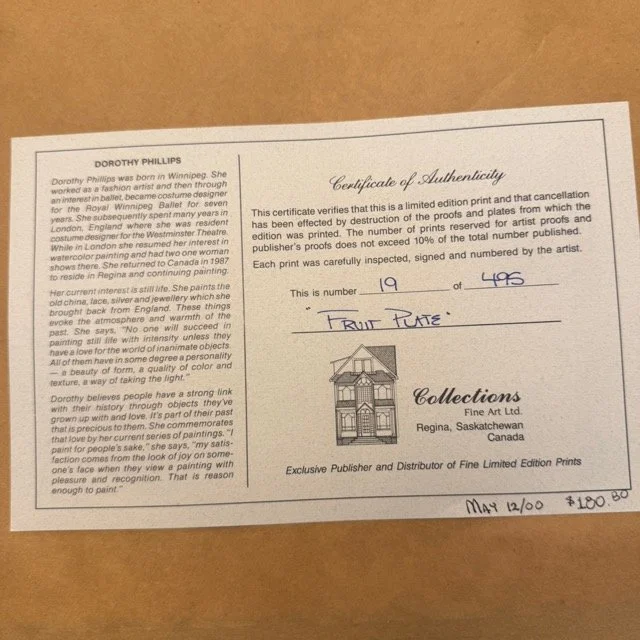 DOROTHY PHILLIPS
Dorothy Phillips was born in Winnipeg. She
worked as a fashion artist and then through
an interest in ballet, became costume designer
for the Royal Winnipeg Ballet for seven
years. She subsequently spent many years in
London, England where she was resident
costume designer for the Westminster Theatre.
While in London she resumed her interest in
watercolor painting and had two one woman
shows there. She returned to Canada in 1987
to reside in Regina and continuing painting.
Her current interest is still life. She paints the
old china, lace, silver and jewellery which she
brought back from England. These things
evoke the atmosphere and warmth of the
past. She says, "No one will succeed in
painting still life with intensity unless they
have a love for the world of inanimate objects.
All of them have in some degree a personality
— a beauty of form, a quality of color and
texture, a way of taking the light."
Dorothy believes people have a strong link
with their history through objects they've
grown up with and love. It's part of their past
that is precious to them. She commemorates
that love by her current series of paintings. "I
paint for people's sake," she says, "my satis-
faction comes from the look of joy on some-
one's face when they view a painting with
pleasure and recognition. That is reason
enough to paint."
Certificate of Authenticity
This certificate verifies that this is a limited edition print and that cancellation
has been effected by destruction of the proofs and plates from which the
edition was printed. The number of prints reserved for artist proofs and
publisher's proofs does not exceed 10% of the total number published.
Each print was carefully inspected, signed and numbered by the artist.
This is number 19 of 495
"FRUIT PLATE"
Collections
Fine Art Ltd.
Regina, Saskatchewan
Canada
Exclusive Publisher and Distributor of Fine Limited Edition Prints
MAY 12/00 $180.80